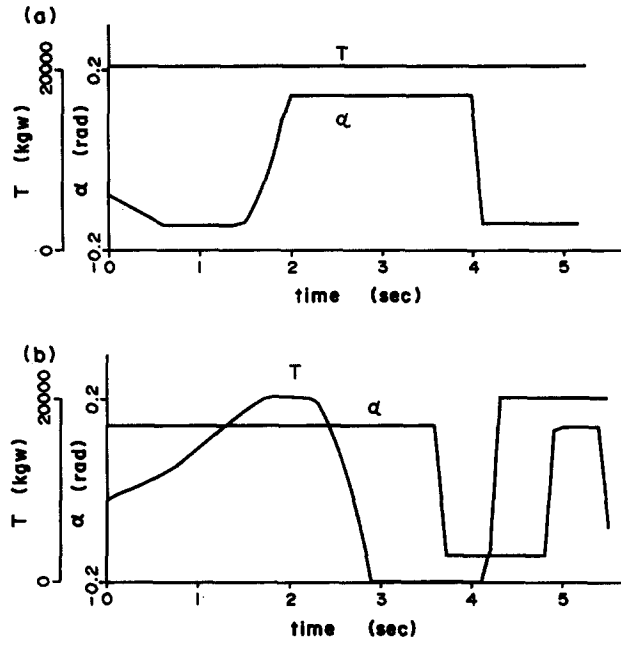 (a)
T
20000
0.2
T (kgw)
α (rad)
α
0
-0.2
0 1 2 3 4 5
time (sec)
(b)
T
20000
0.2
α
T (kgw)
α (rad)
0
-0.2
0 1 2 3 4 5
time (sec)